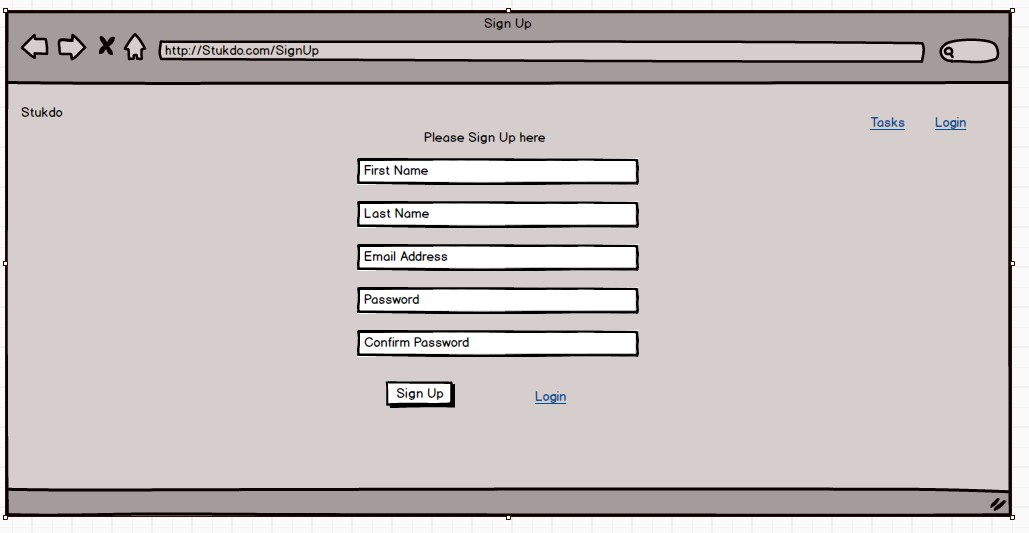 Sign Up
http://Stukdo.com/SignUp
Stukdo
Tasks Login
Please Sign Up here
First Name
Last Name
Email Address
Password
Confirm Password
Sign Up Login